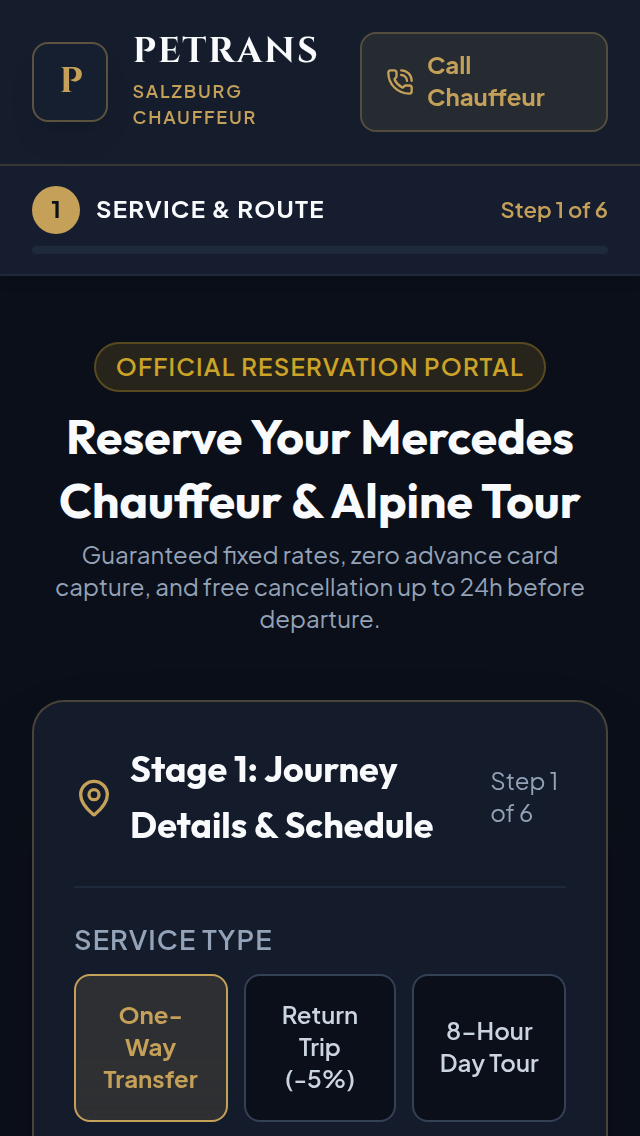 P
PETRANS
SALZBURG
CHAUFFEUR
Call
Chauffeur
1
SERVICE & ROUTE
Step 1 of 6
OFFICIAL RESERVATION PORTAL
Reserve Your Mercedes
Chauffeur & Alpine Tour
Guaranteed fixed rates, zero advance card
capture, and free cancellation up to 24h before
departure.
Stage 1: Journey
Details & Schedule
Step 1
of 6
SERVICE TYPE
One-
Way
Transfer
Return
Trip
(-5%)
8-Hour
Day Tour